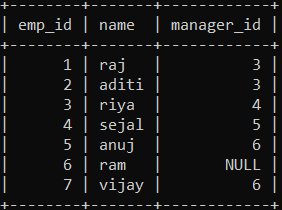 +--------+-------+------------+
| emp_id | name  | manager_id |
+--------+-------+------------+
|      1 | raj   |          3 |
|      2 | aditi |          3 |
|      3 | riya  |          4 |
|      4 | sejal |          5 |
|      5 | anuj  |          6 |
|      6 | ram   |       NULL |
|      7 | vijay |          6 |
+--------+-------+------------+